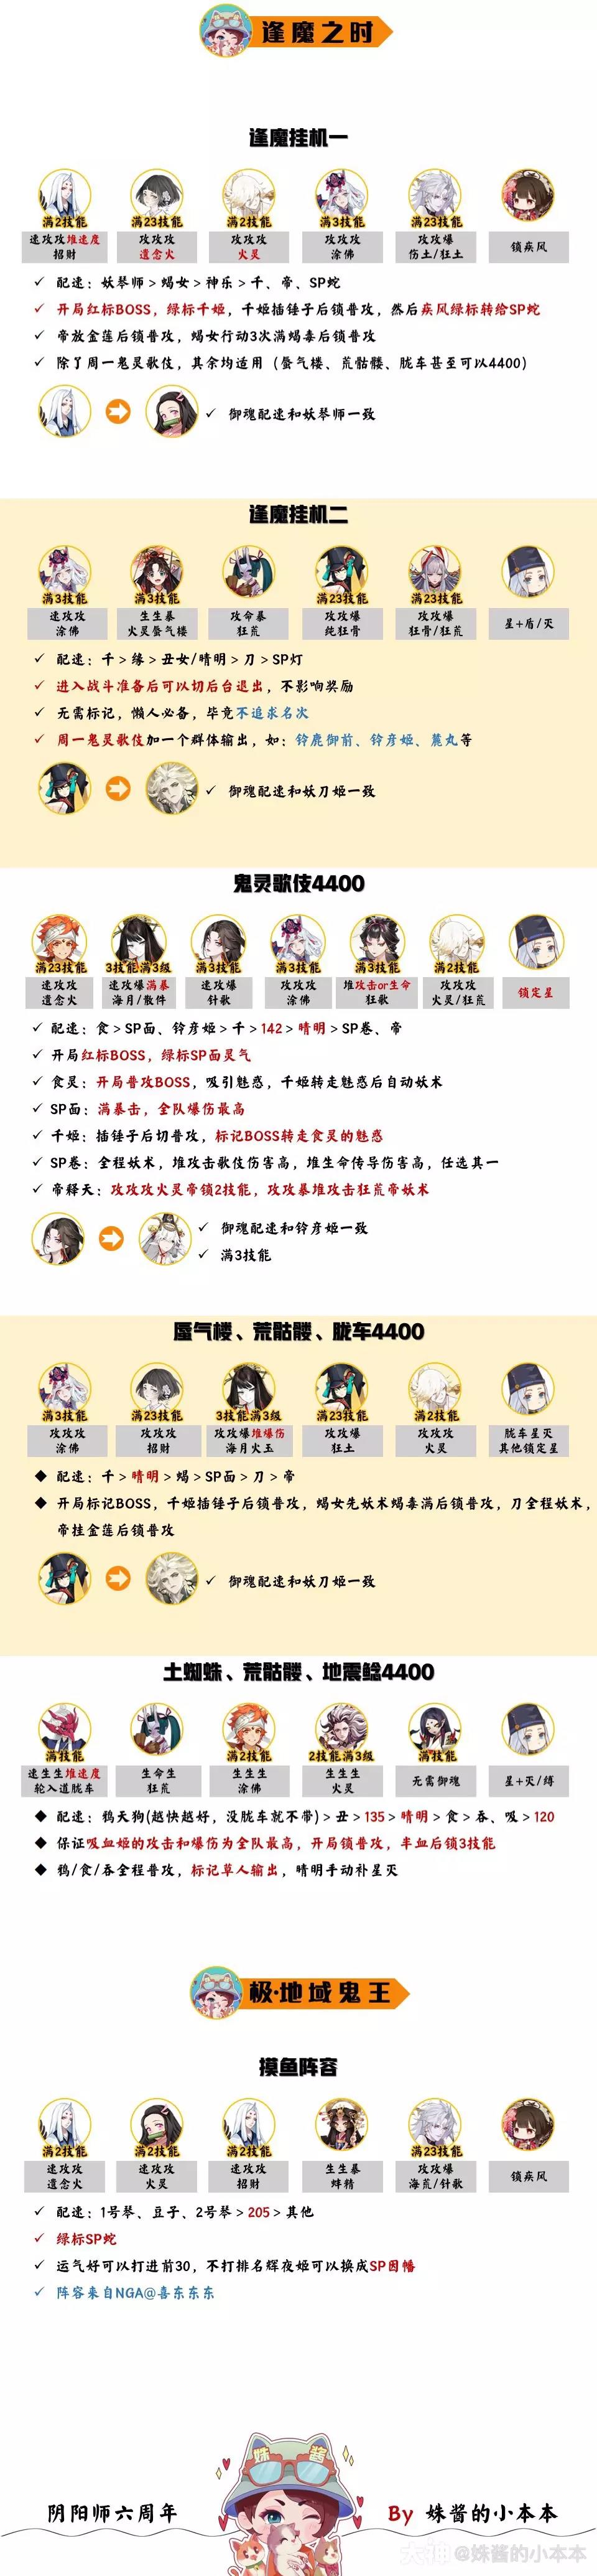 逢魔之时
逢魔挂机一
满2技能 满23技能 满2技能 满3技能 满23技能
速攻攻堆速度 攻攻攻 攻攻攻 攻攻攻 攻攻爆 锁疾风
招财 遗念火 火灵 涂佛 伤土/狂土
✓ 配速：妖琴师＞蝎女＞神乐＞千、帝、SP蛇
✓ 开局红标BOSS，绿标千姬，千姬插锤子后锁普攻，然后疾风绿标转给SP蛇
✓ 帝放金莲后锁普攻，蝎女行动3次满蝎毒后锁普攻
✓ 除了周一鬼灵歌伎，其余均适用（蜃气楼、荒骷髅、胧车甚至可以4400）
✓ 御魂配速和妖琴师一致
逢魔挂机二
满3技能 满3技能 满23技能 满23技能
速攻攻 生生暴 攻命暴 攻攻爆 攻攻爆 星+盾/灭
涂佛 火灵蜃气楼 狂荒 纯狂骨 狂骨/狂荒
✓ 配速：千＞缘＞丑女/晴明＞刀＞SP灯
✓ 进入战斗准备后可以切后台退出，不影响奖励
✓ 无需标记，懒人必备，毕竟不追求名次
✓ 周一鬼灵歌伎加一个群体输出，如：铃鹿御前、铃彦姬、麓丸等
✓ 御魂配速和妖刀姬一致
鬼灵歌伎4400
满23技能 3技能满3级 满3技能 满3技能 满3技能 满2技能
速攻攻 速攻爆满暴 速攻爆 攻攻攻 堆攻击or生命 攻攻攻 锁定星
遗念火 海月/散件 针歌 涂佛 狂歌 火灵/狂荒
✓ 配速：食＞SP面、铃彦姬＞千＞142＞晴明＞SP卷、帝
✓ 开局红标BOSS，绿标SP面灵气
✓ 食灵：开局普攻BOSS，吸引魅惑，千姬转走魅惑后自动妖术
✓ SP面：满暴击，全队爆伤最高
✓ 千姬：插锤子后切普攻，标记BOSS转走食灵的魅惑
✓ SP卷：全程妖术，堆攻击歌伎伤害高，堆生命传导伤害高，任选其一
✓ 帝释天：攻攻攻火灵帝锁2技能，攻攻暴堆攻击狂荒帝妖术
✓ 御魂配速和铃彦姬一致
✓ 满3技能
蜃气楼、荒骷髅、胧车4400
满3技能 满23技能 3技能满3级 满23技能 满2技能
攻攻攻 攻攻攻 攻攻爆堆爆伤 攻攻爆 攻攻攻 胧车星灭
涂佛 招财 海月火玉 狂土 火灵 其他锁定星
◆ 配速：千＞晴明＞蝎＞SP面＞刀＞帝
◆ 开局标记BOSS，千姬插锤子后锁普攻，蝎女先妖术蝎毒满后锁普攻，刀全程妖术，
帝挂金莲后锁普攻
✓ 御魂配速和妖刀姬一致
土蜘蛛、荒骷髅、地震鲶4400
满技能 满2技能 2技能满3级 满技能
速生生堆速度 生命生 生生生 生生生 无需御魂 星+灭/缚
轮入道胧车 狂荒 涂佛 火灵
◆ 配速：鸦天狗(越快越好，没胧车就不带)＞丑＞135＞晴明＞食＞吞、吸＞120
◆ 保证吸血姬的攻击和爆伤为全队最高，开局锁普攻，半血后锁3技能
◆ 鸦/食/吞全程普攻，标记草人输出，晴明手动补星灭
极·地域鬼王
摸鱼阵容
满2技能 满2技能 满2技能 满23技能
速攻攻 速攻攻 速攻攻 生生暴 攻攻爆 锁疾风
遗念火 火灵 招财 蚌精 海荒/针歌
✓ 配速：1号琴、豆子、2号琴＞205＞其他
✓ 绿标SP蛇
✓ 运气好可以打进前30，不打排名辉夜姬可以换成SP因幡
✓ 阵容来自NGA@喜东东东
姝酱
阴阳师六周年 By 姝酱的小本本
大神@姝酱的小本本